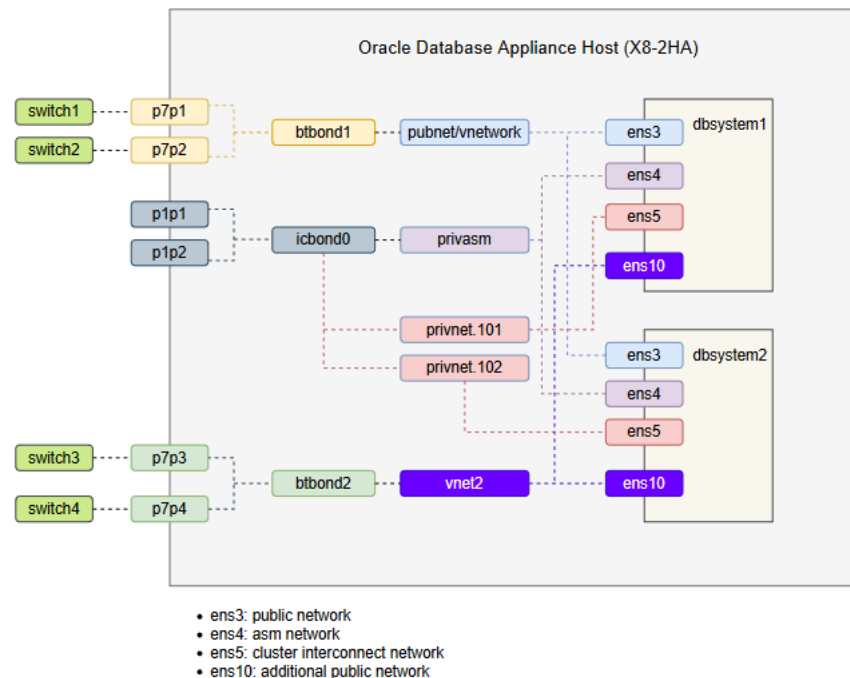 Oracle Database Appliance Host (X8-2HA)
switch1
p7p1
btbond1
pubnet/vnetwork
ens3
dbsystem1
switch2
p7p2
ens4
p1p1
ens5
icbond0
privasm
p1p2
ens10
privnet.101
ens3
dbsystem2
privnet.102
ens4
ens5
switch3
p7p3
btbond2
vnet2
ens10
switch4
p7p4
• ens3: public network
• ens4: asm network
• ens5: cluster interconnect network
• ens10: additional public network